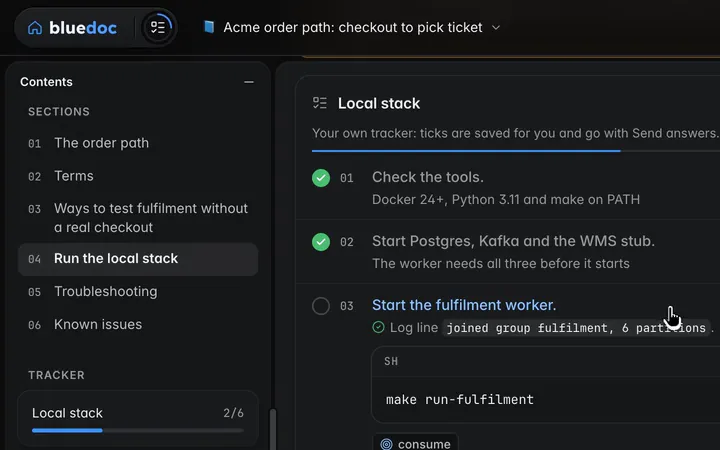 bluedoc
Acme order path: checkout to pick ticket
Contents
SECTIONS
01 The order path
02 Terms
03 Ways to test fulfilment without
a real checkout
04 Run the local stack
05 Troubleshooting
06 Known issues
TRACKER
Local stack 2/6
Local stack
Your own tracker: ticks are saved for you and go with Send answers.
01 Check the tools.
Docker 24+, Python 3.11 and make on PATH
02 Start Postgres, Kafka and the WMS stub.
The worker needs all three before it starts
03 Start the fulfilment worker.
Log line joined group fulfilment, 6 partitions.
SH
make run-fulfilment
consume